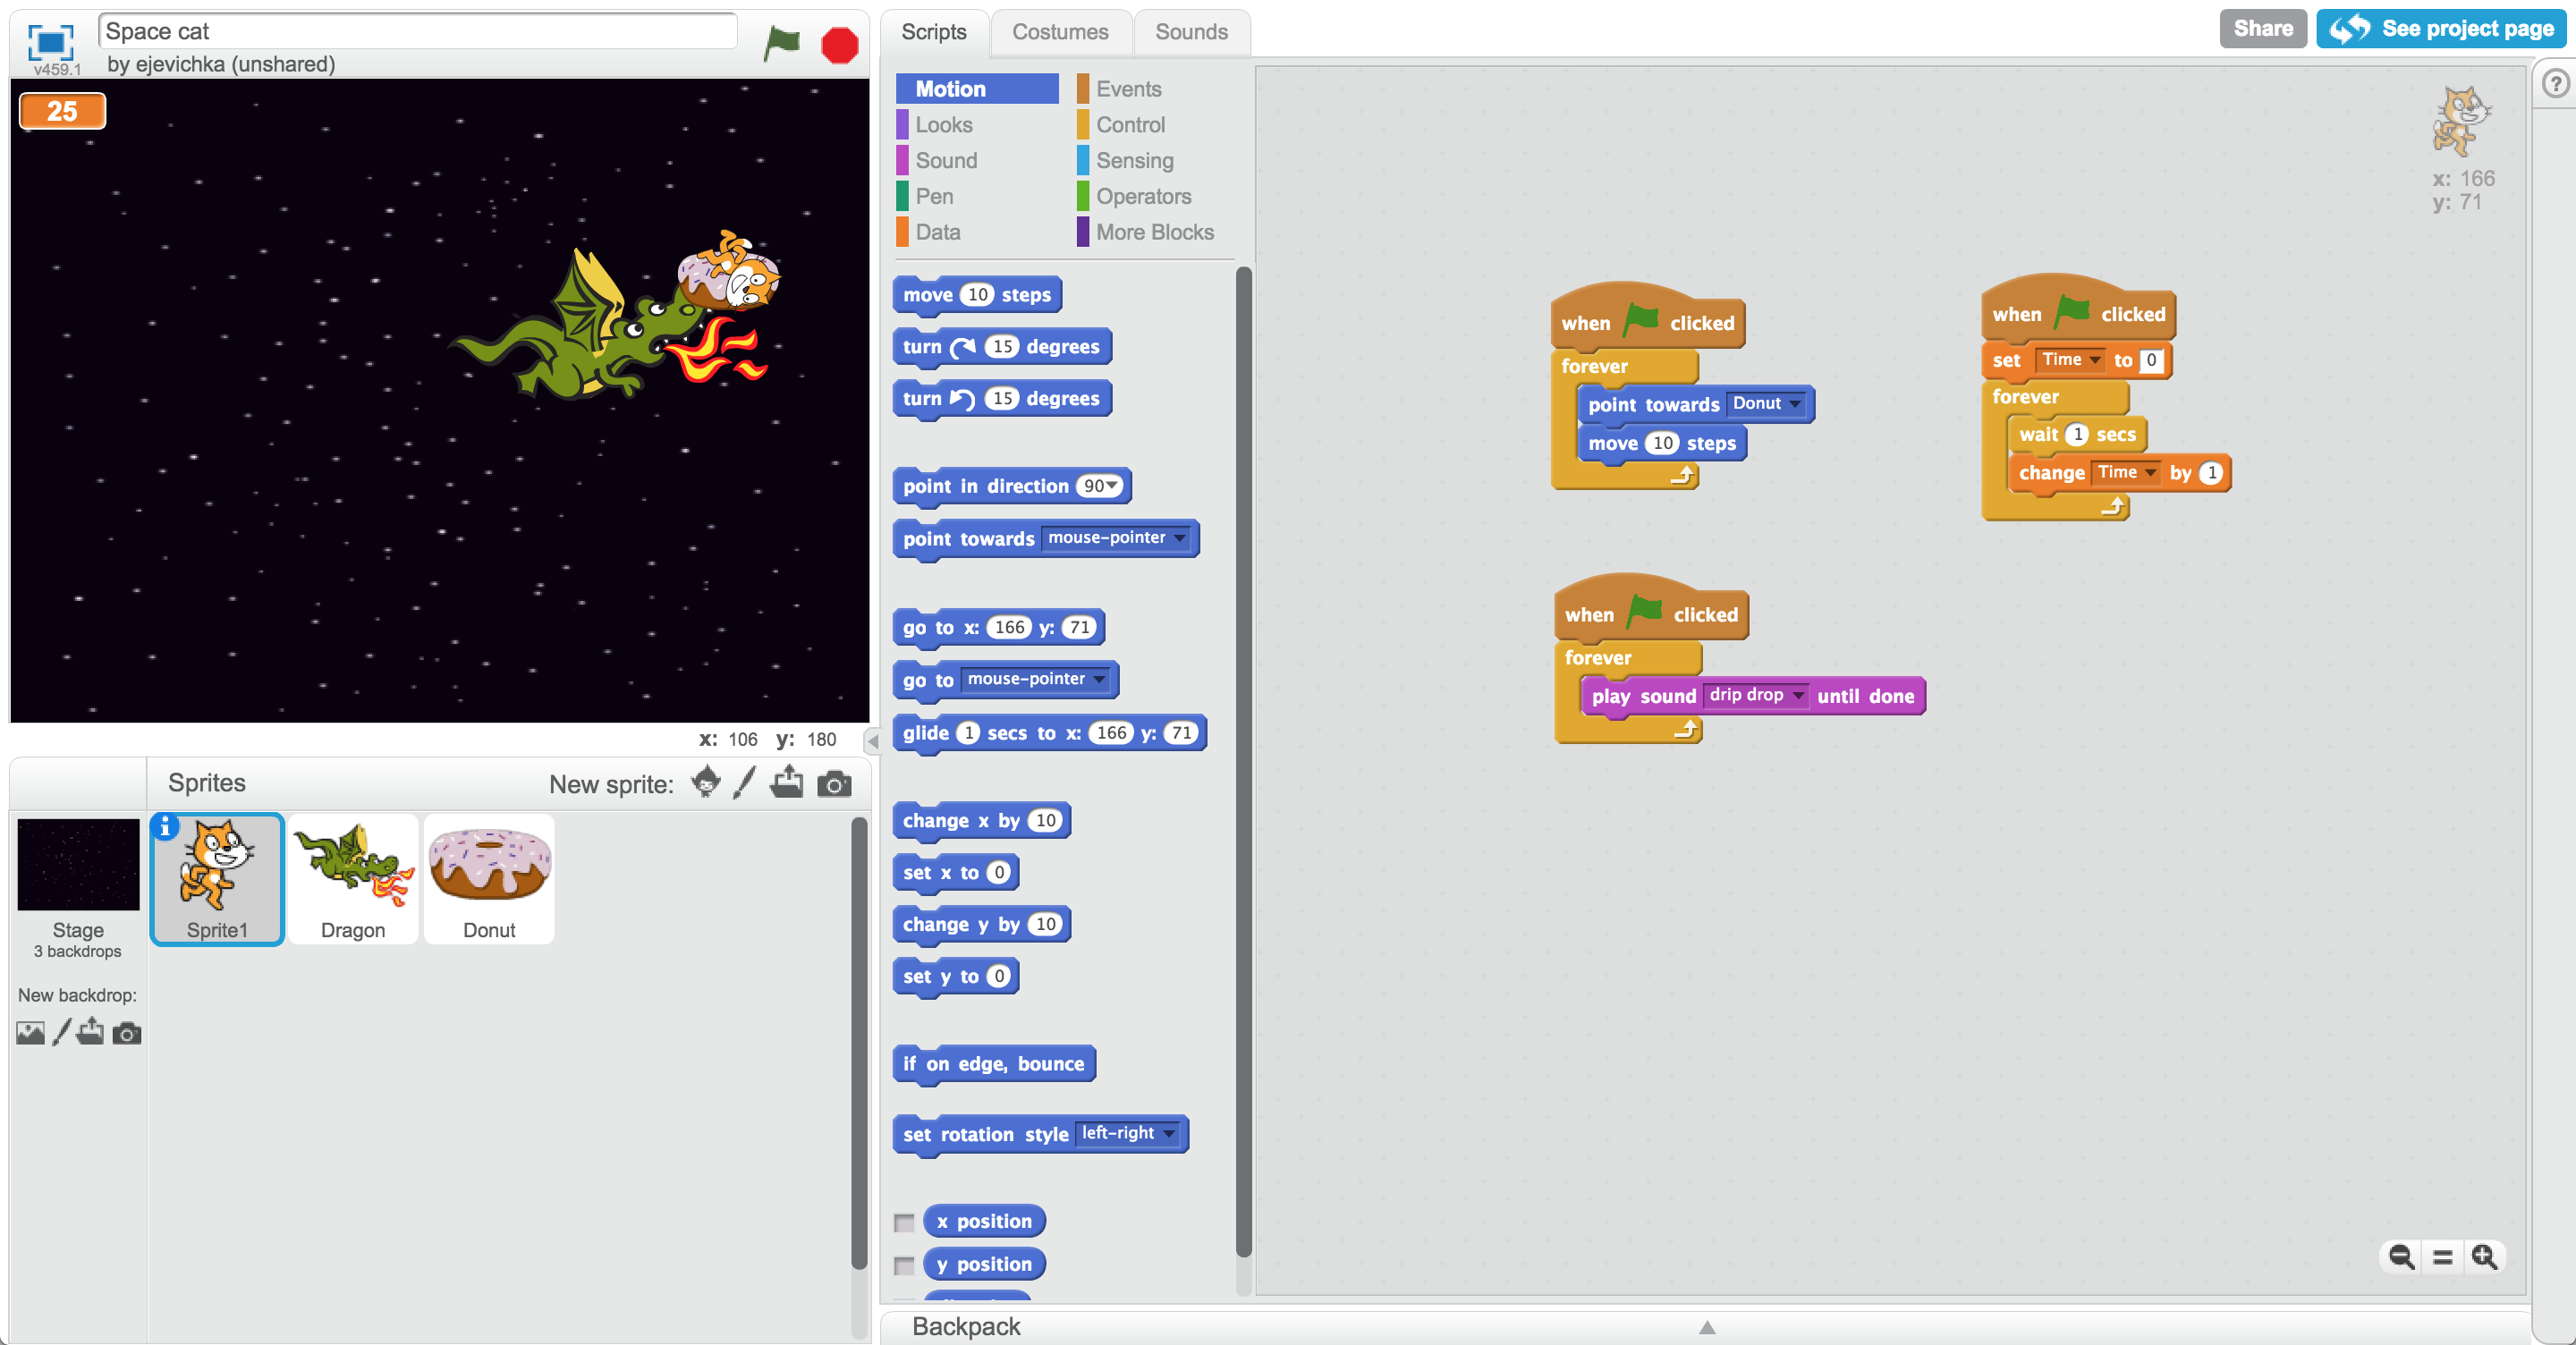 Space cat
v459.1
by ejevichka (unshared)
25
x: 106 y: 180
Sprites
New sprite:
Stage
3 backdrops
New backdrop:
Sprite1
Dragon
Donut
Scripts
Costumes
Sounds
Share
See project page
Motion
Events
Looks
Control
Sound
Sensing
Pen
Operators
Data
More Blocks
move 10 steps
turn 15 degrees
turn 15 degrees
point in direction 90
point towards mouse-pointer
go to x: 166 y: 71
go to mouse-pointer
glide 1 secs to x: 166 y: 71
change x by 10
set x to 0
change y by 10
set y to 0
if on edge, bounce
set rotation style left-right
x position
y position
when clicked
forever
point towards Donut
move 10 steps
when clicked
set Time to 0
forever
wait 1 secs
change Time by 1
when clicked
forever
play sound drip drop until done
x: 166
y: 71
?
Backpack